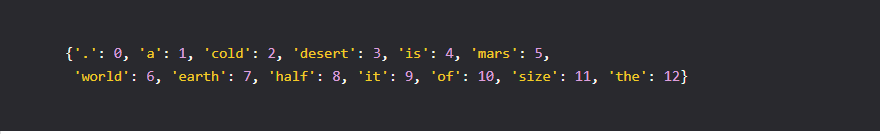 {'.': 0, 'a': 1, 'cold': 2, 'desert': 3, 'is': 4, 'mars': 5,
'world': 6, 'earth': 7, 'half': 8, 'it': 9, 'of': 10, 'size': 11, 'the': 12}